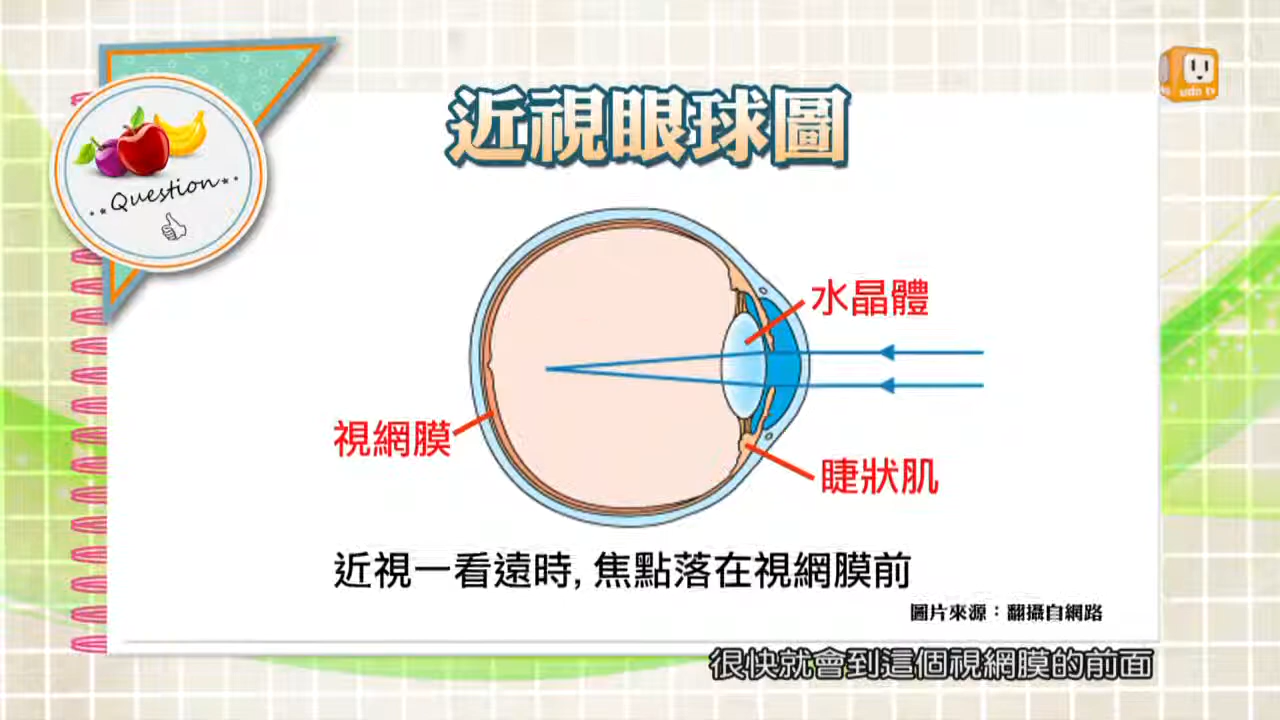 近視眼球圖
Question
udn tv
水晶體
視網膜
睫狀肌
近視一看遠時, 焦點落在視網膜前
圖片來源：翻攝自網路
很快就會到這個視網膜的前面